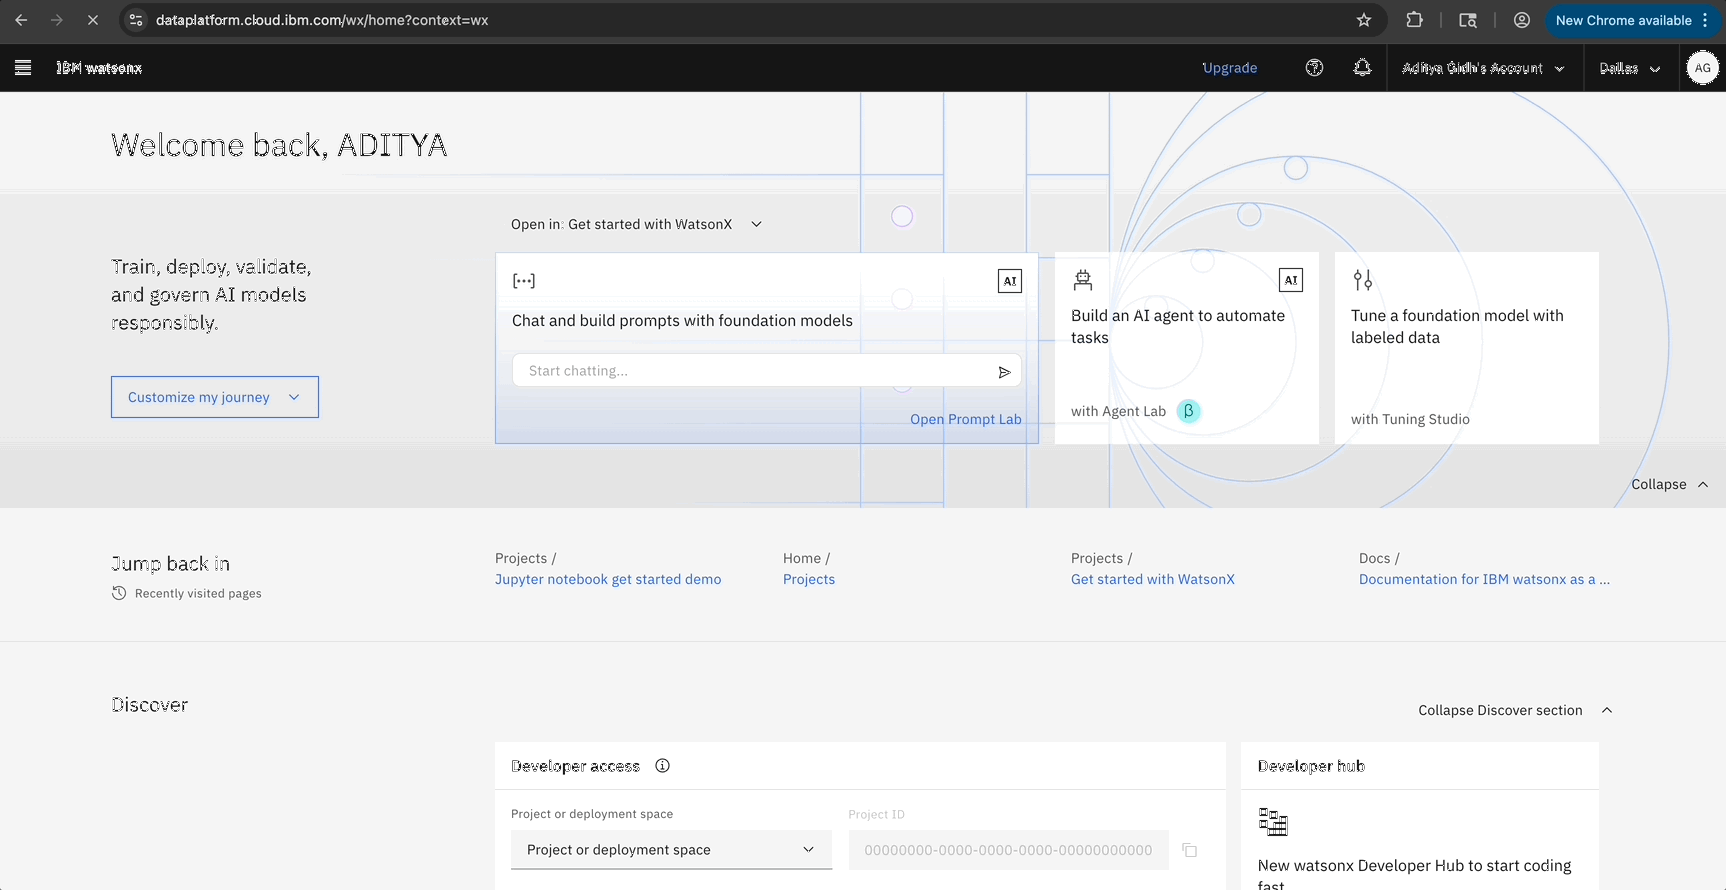 dataplatform.cloud.ibm.com/wx/home?context=wx
New Chrome available
IBM watsonx
Upgrade
Aditya Gidh's Account
Dallas
AG
Welcome back, ADITYA
Open in: Get started with WatsonX
Train, deploy, validate,
and govern AI models
responsibly.
Customize my journey
AI
Chat and build prompts with foundation models
Start chatting...
Open Prompt Lab
AI
Build an AI agent to automate
tasks
with Agent Lab β
Tune a foundation model with
labeled data
with Tuning Studio
Collapse
Jump back in
Recently visited pages
Projects /
Jupyter notebook get started demo
Home /
Projects
Projects /
Get started with WatsonX
Docs /
Documentation for IBM watsonx as a ...
Discover
Collapse Discover section
Developer access
Project or deployment space
Project or deployment space
Project ID
00000000-0000-0000-0000-00000000000
Developer hub
New watsonx Developer Hub to start coding
fast